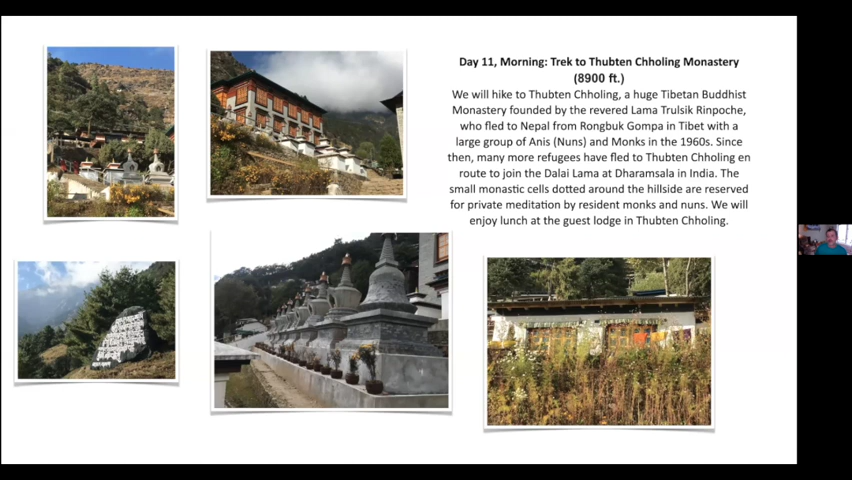 Day 11, Morning: Trek to Thubten Chholing Monastery
(8900 ft.)
We will hike to Thubten Chholing, a huge Tibetan Buddhist
Monastery founded by the revered Lama Trulsik Rinpoche,
who fled to Nepal from Rongbuk Gompa in Tibet with a
large group of Anis (Nuns) and Monks in the 1960s. Since
then, many more refugees have fled to Thubten Chholing en
route to join the Dalai Lama at Dharamsala in India. The
small monastic cells dotted around the hillside are reserved
for private meditation by resident monks and nuns. We will
enjoy lunch at the guest lodge in Thubten Chholing.